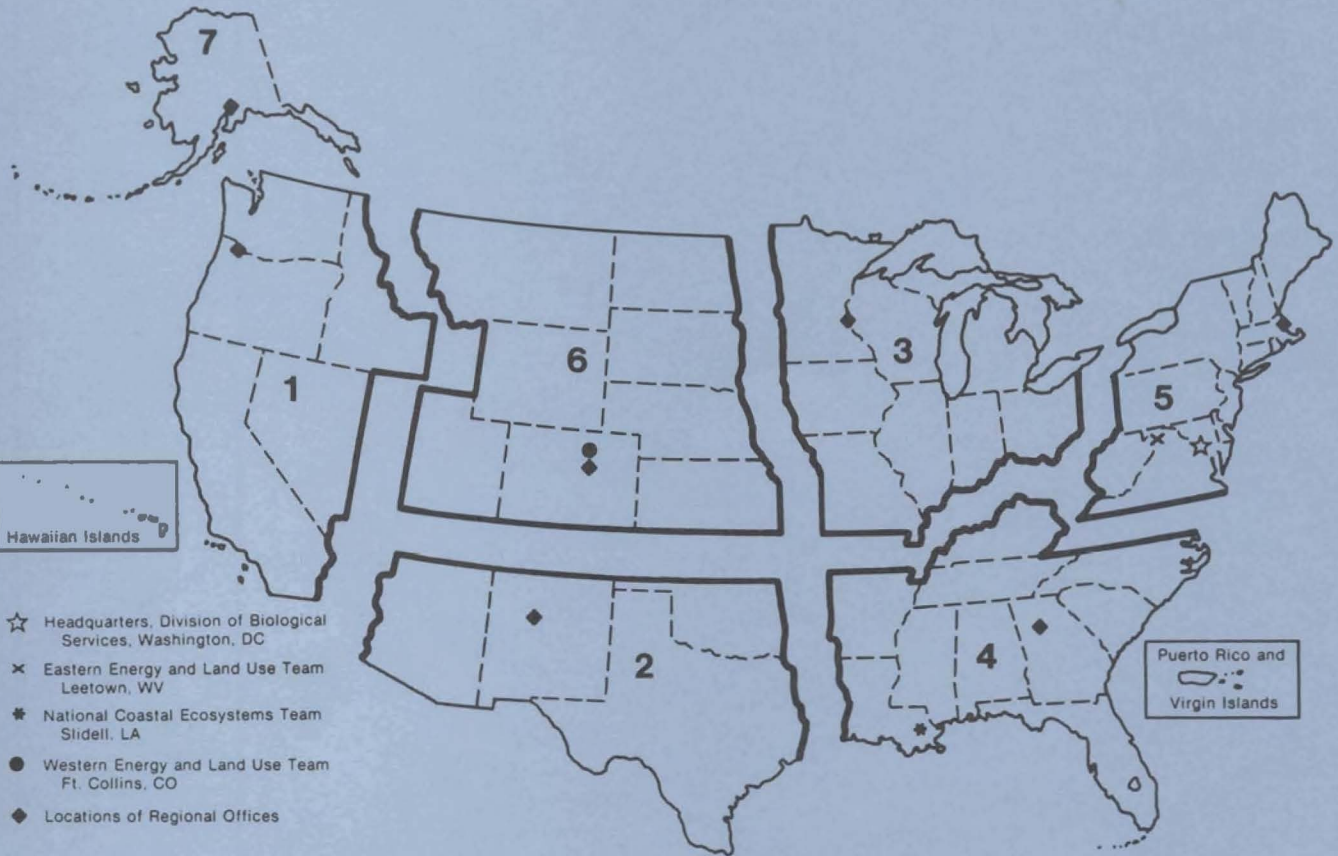 7
6
3
1
5
Hawaiian Islands
2
4
Puerto Rico and
Virgin Islands
Headquarters, Division of Biological
Services, Washington, DC
Eastern Energy and Land Use Team
Leetown, WV
National Coastal Ecosystems Team
Slidell, LA
Western Energy and Land Use Team
Ft. Collins, CO
Locations of Regional Offices